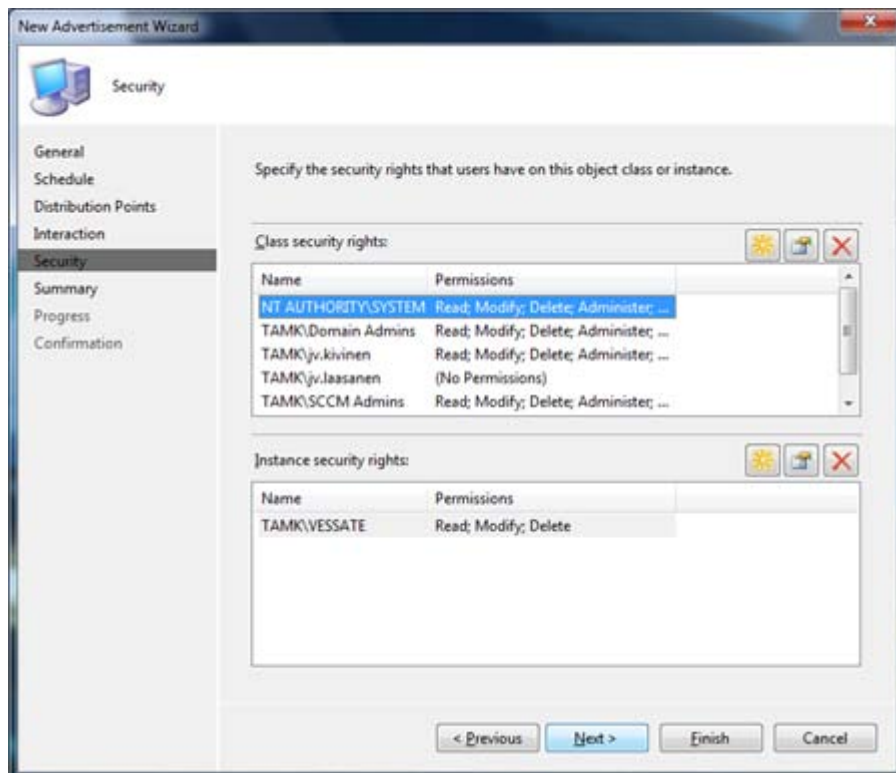 New Advertisement Wizard
Security
General
Schedule
Distribution Points
Interaction
Security
Summary
Progress
Confirmation
Specify the security rights that users have on this object class or instance.
Class security rights:
Name Permissions
NT AUTHORITY\SYSTEM Read; Modify; Delete; Administer; ...
TAMK\Domain Admins Read; Modify; Delete; Administer; ...
TAMK\jv.kivinen Read; Modify; Delete; Administer; ...
TAMK\jv.laasanen (No Permissions)
TAMK\SCCM Admins Read; Modify; Delete; Administer; ...
Instance security rights:
Name Permissions
TAMK\VESSATE Read; Modify; Delete
< Previous Next > Finish Cancel